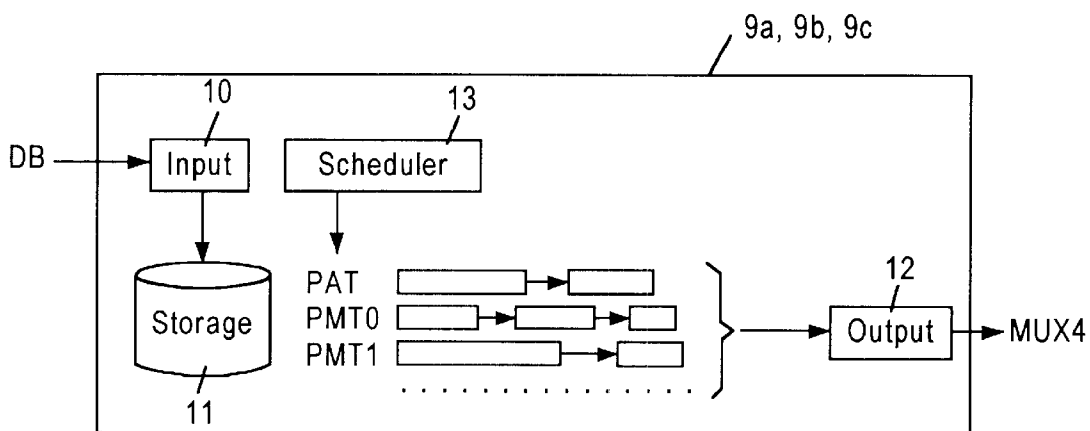 9a, 9b, 9c
10
13
DB
Input
Scheduler
PAT
PMT0
PMT1
Storage
11
12
Output
MUX4